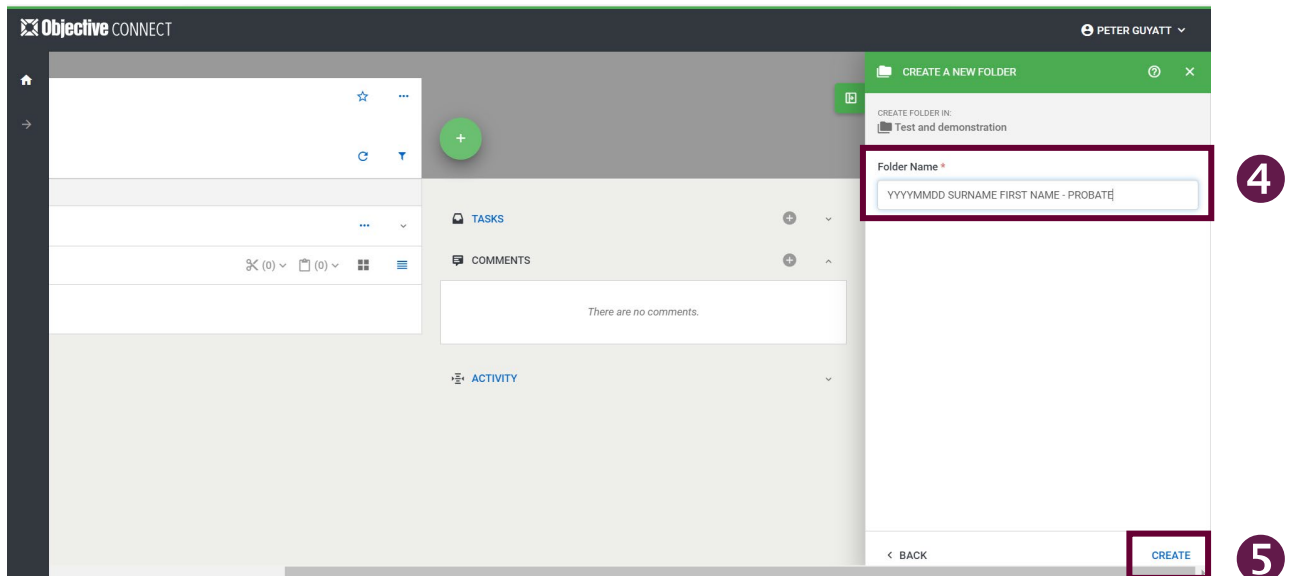 Objective CONNECT
PETER GUYATT
CREATE A NEW FOLDER
CREATE FOLDER IN:
Test and demonstration
Folder Name *
YYYYMMDD SURNAME FIRST NAME - PROBATE
4
TASKS
(0) (0)
COMMENTS
There are no comments.
ACTIVITY
< BACK
CREATE
5